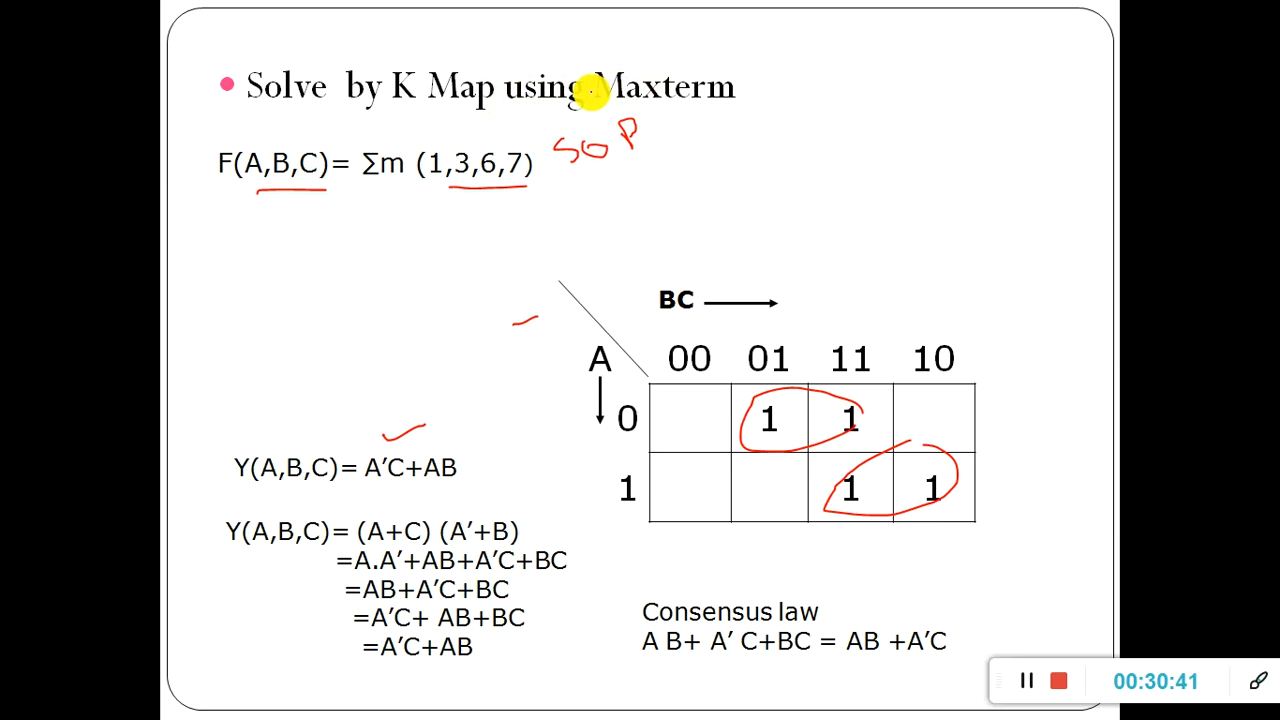 Solve by K Map using Maxterm
SOP
F(A,B,C)= ∑m (1,3,6,7)
BC
A 00 01 11 10
0 1 1
1 1 1
Y(A,B,C)= A’C+AB
Y(A,B,C)= (A+C) (A’+B)
=A.A’+AB+A’C+BC
=AB+A’C+BC
=A’C+ AB+BC
=A’C+AB
Consensus law
A B+ A’ C+BC = AB +A’C
00:30:41